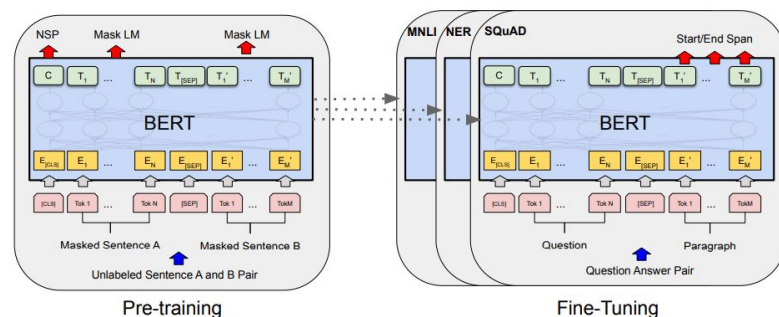 NSP Mask LM Mask LM
C T1 ... TN T[SEP] T1' ... TM'
BERT
E[CLS] E1 ... EN E[SEP] E1' ... EM'
[CLS] Tok 1 ... Tok N [SEP] Tok 1 ... TokM
Masked Sentence A Masked Sentence B
Unlabeled Sentence A and B Pair
Pre-training
MNLI NER SQuAD
Start/End Span
C T1 ... TN T[SEP] T1' ... TM'
BERT
E[CLS] E1 ... EN E[SEP] E1' ... EM'
[CLS] Tok 1 ... Tok N [SEP] Tok 1 ... TokM
Question Paragraph
Question Answer Pair
Fine-Tuning